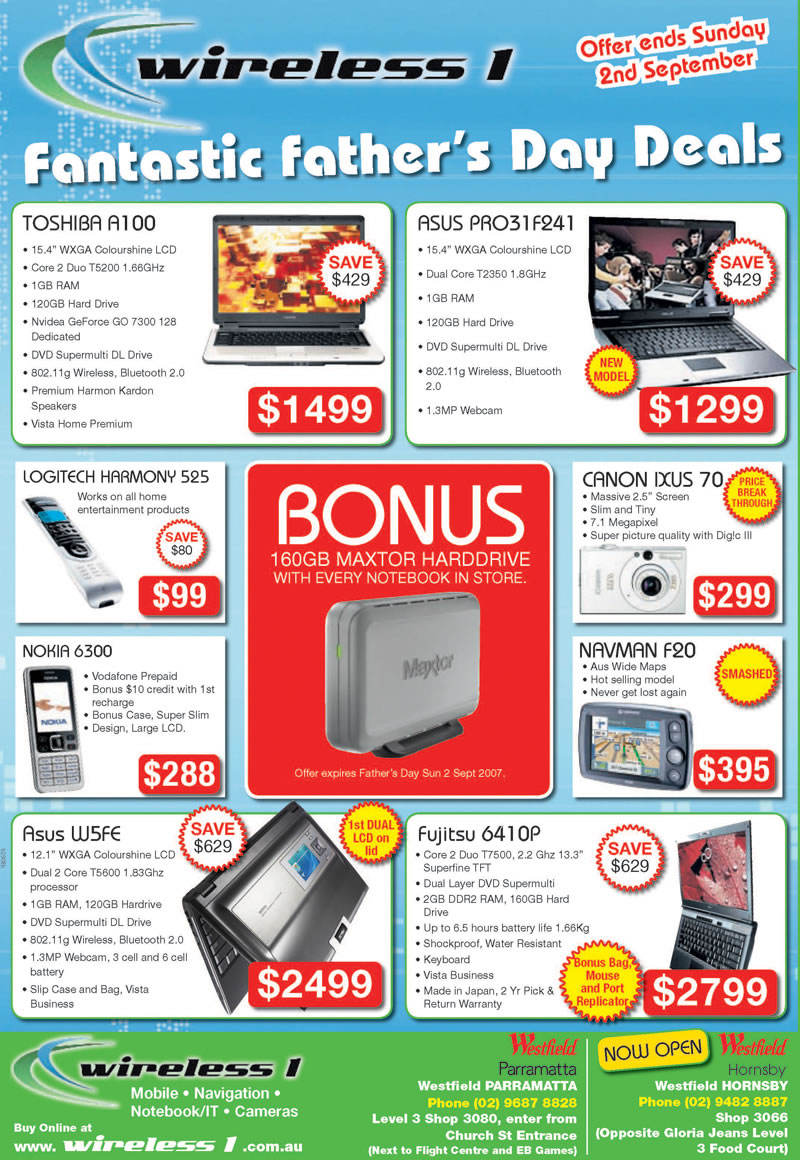 wireless 1
Offer ends Sunday
2nd September
Fantastic Father's Day Deals
TOSHIBA A100
• 15.4" WXGA Colourshine LCD
• Core 2 Duo T5200 1.66GHz
• 1GB RAM
• 120GB Hard Drive
• Nvidea GeForce GO 7300 128
Dedicated
• DVD Supermulti DL Drive
• 802.11g Wireless, Bluetooth 2.0
• Premium Harmon Kardon
Speakers
• Vista Home Premium
SAVE
$429
$1499
ASUS PRO31F241
• 15.4" WXGA Colourshine LCD
• Dual Core T2350 1.8GHz
• 1GB RAM
• 120GB Hard Drive
• DVD Supermulti DL Drive
• 802.11g Wireless, Bluetooth
2.0
• 1.3MP Webcam
SAVE
$429
NEW
MODEL
$1299
LOGITECH HARMONY 525
Works on all home
entertainment products
SAVE
$80
$99
BONUS
160GB MAXTOR HARDDRIVE
WITH EVERY NOTEBOOK IN STORE.
Maxtor
Offer expires Father's Day Sun 2 Sept 2007.
CANON IXUS 70
• Massive 2.5" Screen
• Slim and Tiny
• 7.1 Megapixel
• Super picture quality with Dig!c III
PRICE
BREAK
THROUGH
$299
NOKIA 6300
• Vodafone Prepaid
• Bonus $10 credit with 1st
recharge
• Bonus Case, Super Slim
• Design, Large LCD.
NOKIA
$288
NAVMAN F20
• Aus Wide Maps
• Hot selling model
• Never get lost again
SMASHED
$395
Asus W5FE
• 12.1" WXGA Colourshine LCD
• Dual 2 Core T5600 1.83Ghz
processor
• 1GB RAM, 120GB Hardrive
• DVD Supermulti DL Drive
• 802.11g Wireless, Bluetooth 2.0
• 1.3MP Webcam, 3 cell and 6 cell
battery
• Slip Case and Bag, Vista
Business
SAVE
$629
1st DUAL
LCD on
lid
$2499
Fujitsu 6410P
• Core 2 Duo T7500, 2.2 Ghz 13.3"
Superfine TFT
• Dual Layer DVD Supermulti
• 2GB DDR2 RAM, 160GB Hard
Drive
• Up to 6.5 hours battery life 1.66Kg
• Shockproof, Water Resistant
• Keyboard
• Vista Business
• Made in Japan, 2 Yr Pick &
Return Warranty
SAVE
$629
Bonus Bag,
Mouse
and Port
Replicator
$2799
wireless 1
Mobile • Navigation •
Notebook/IT • Cameras
Buy Online at
www. wireless 1 .com.au
Westfield
Parramatta
Westfield PARRAMATTA
Phone (02) 9687 8828
Level 3 Shop 3080, enter from
Church St Entrance
(Next to Flight Centre and EB Games)
NOW OPEN
Westfield
Hornsby
Westfield HORNSBY
Phone (02) 9482 8887
Shop 3066
(Opposite Gloria Jeans Level
3 Food Court)